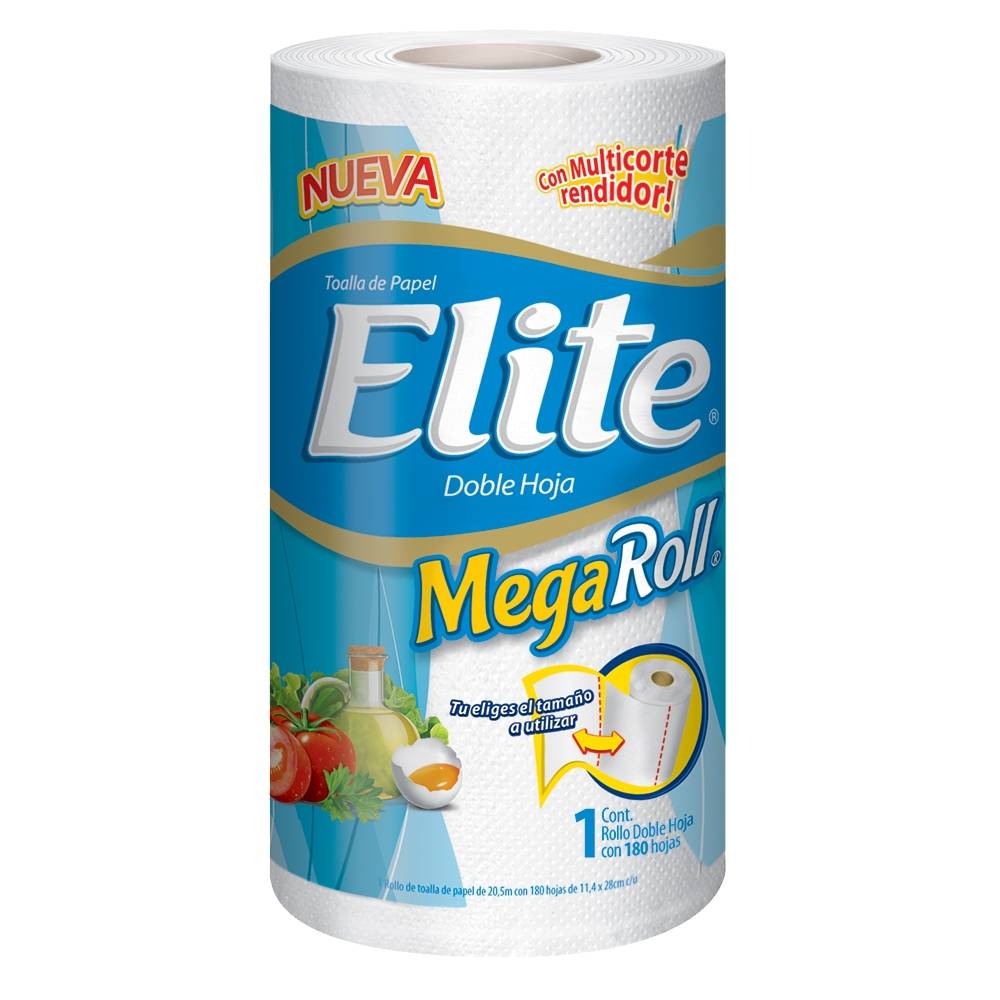 NUEVA
Con Multicorte
rendidor!
Toalla de Papel
Elite®
Doble Hoja
MegaRoll®
Tu eliges el tamaño
a utilizar
1 Cont.
Rollo Doble Hoja
con 180 hojas
1 Rollo de toalla de papel de 20,5m con 180 hojas de 11,4 x 28cm c/u